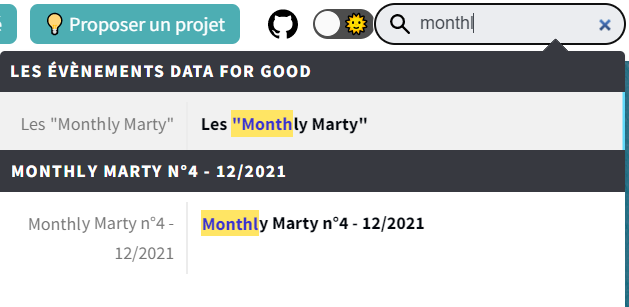 Proposer un projet
monthl
LES ÉVÈNEMENTS DATA FOR GOOD
Les "Monthly Marty"
Les "Monthly Marty"
MONTHLY MARTY N°4 - 12/2021
Monthly Marty n°4 -
12/2021
Monthly Marty n°4 - 12/2021